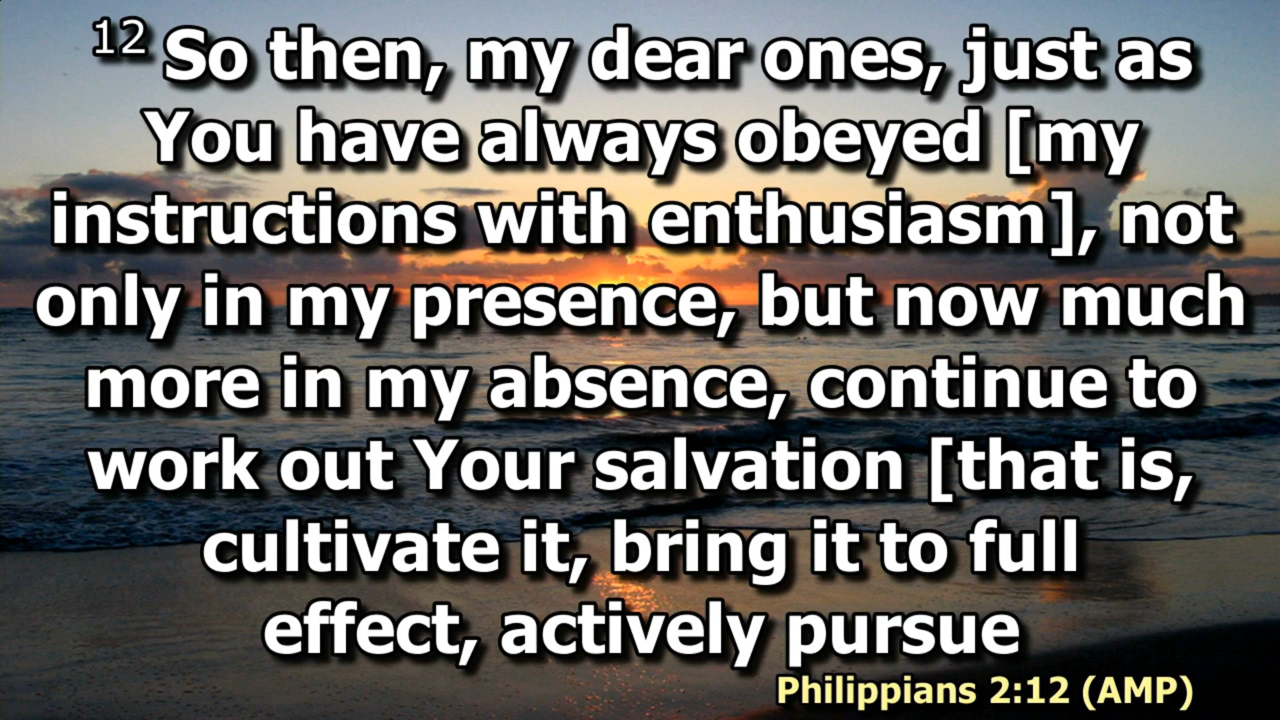 12 So then, my dear ones, just as
You have always obeyed [my
instructions with enthusiasm], not
only in my presence, but now much
more in my absence, continue to
work out Your salvation [that is,
cultivate it, bring it to full
effect, actively pursue
Philippians 2:12 (AMP)